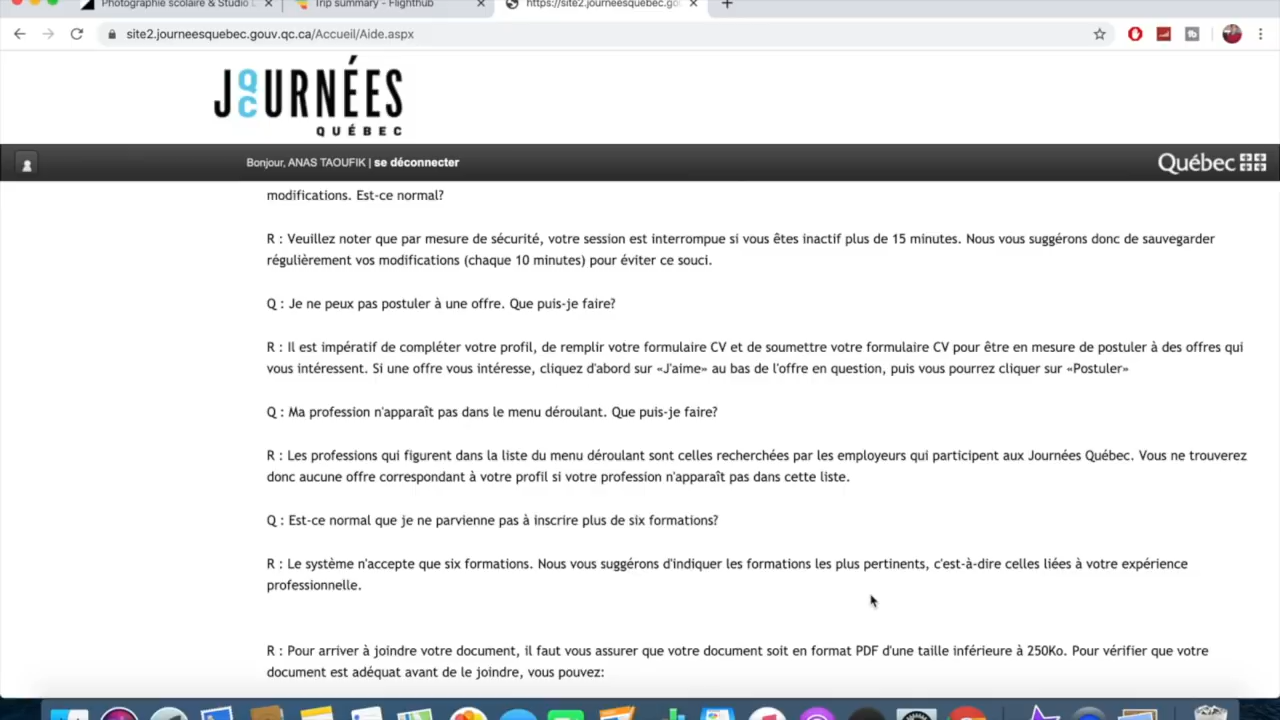 Photographie scolaire & Studio
Trip summary - Flighthub
https://site2.journeesquebec.go
site2.journeesquebec.gouv.qc.ca/Accueil/Aide.aspx
JOURNÉES
QC
QUÉBEC
Bonjour, ANAS TAOUFIK | se déconnecter
Québec
modifications. Est-ce normal?
R : Veuillez noter que par mesure de sécurité, votre session est interrompue si vous êtes inactif plus de 15 minutes. Nous vous suggérons donc de sauvegarder
régulièrement vos modifications (chaque 10 minutes) pour éviter ce souci.
Q : Je ne peux pas postuler à une offre. Que puis-je faire?
R : Il est impératif de compléter votre profil, de remplir votre formulaire CV et de soumettre votre formulaire CV pour être en mesure de postuler à des offres qui
vous intéressent. Si une offre vous intéresse, cliquez d'abord sur «J'aime» au bas de l'offre en question, puis vous pourrez cliquer sur «Postuler»
Q : Ma profession n'apparaît pas dans le menu déroulant. Que puis-je faire?
R : Les professions qui figurent dans la liste du menu déroulant sont celles recherchées par les employeurs qui participent aux Journées Québec. Vous ne trouverez
donc aucune offre correspondant à votre profil si votre profession n'apparaît pas dans cette liste.
Q : Est-ce normal que je ne parvienne pas à inscrire plus de six formations?
R : Le système n'accepte que six formations. Nous vous suggérons d'indiquer les formations les plus pertinents, c'est-à-dire celles liées à votre expérience
professionnelle.
R : Pour arriver à joindre votre document, il faut vous assurer que votre document soit en format PDF d'une taille inférieure à 250Ko. Pour vérifier que votre
document est adéquat avant de le joindre, vous pouvez: